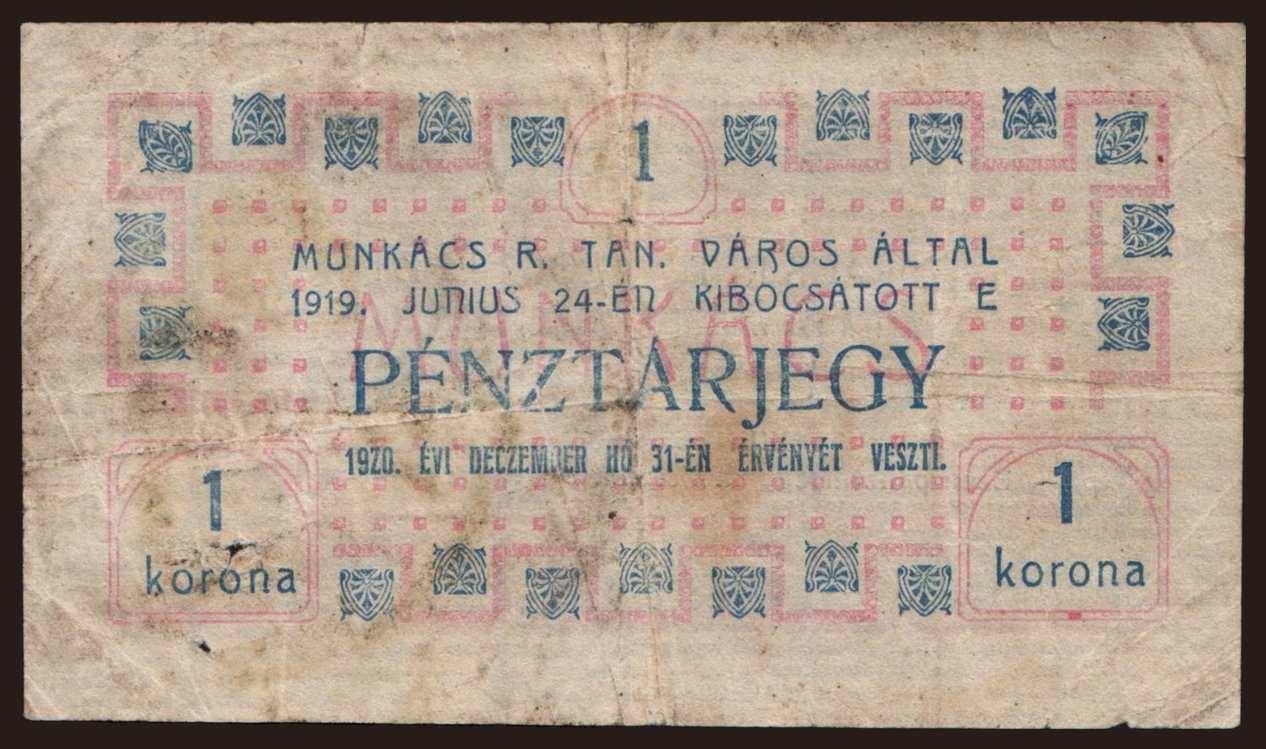 1
MUNKÁCS R. TAN. VÁROS ÁLTAL
1919. JUNIUS 24-ÉN KIBOCSÁTOTT E
MUNKÁCS
PÉNZTÁRJEGY
1920. ÉVI DECZEMBER HÓ 31-ÉN ÉRVÉNYÉT VESZTI.
1
korona
1
korona